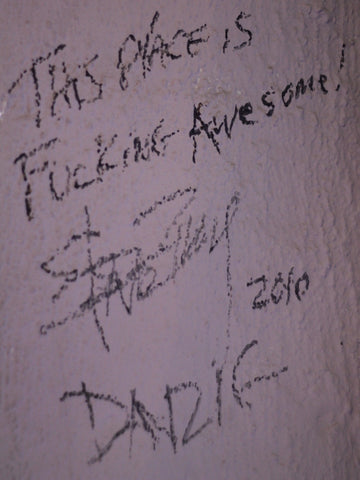 THIS PLACE IS
FUCKING AWESOME!
2010
DANZIG